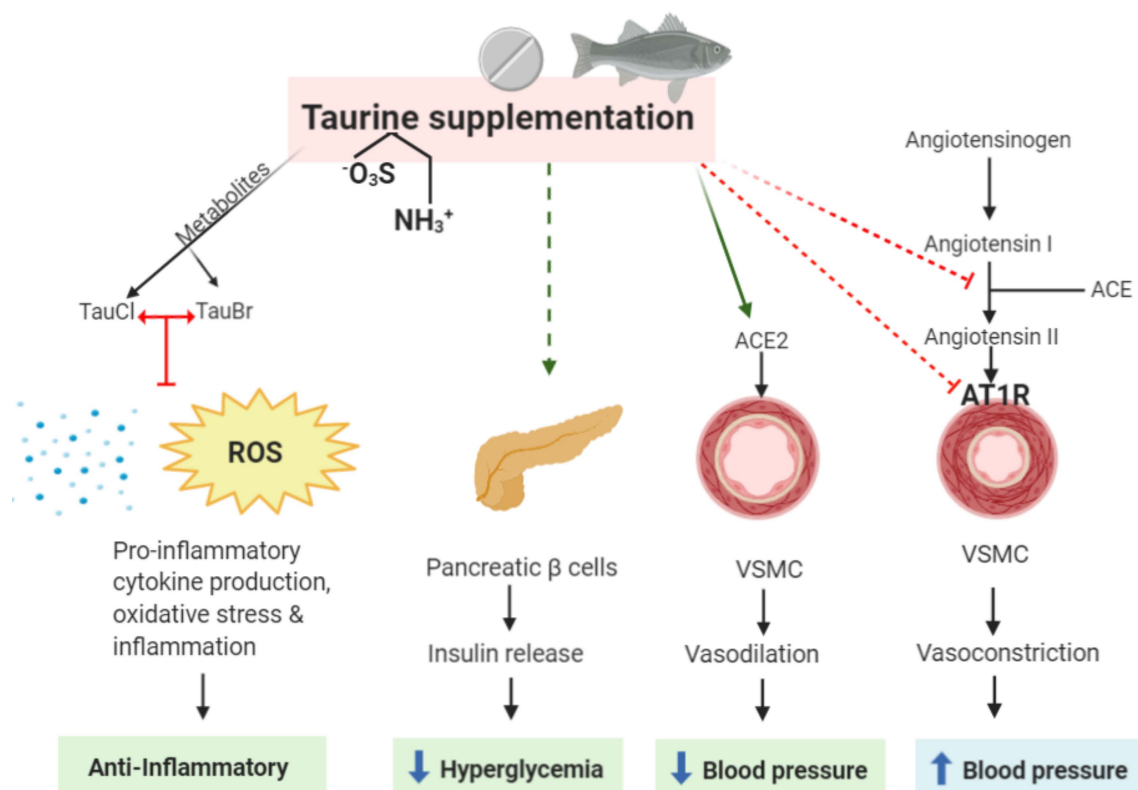 Taurine supplementation
⁻O₃S
NH₃⁺
Metabolites
TauCl
TauBr
ROS
Pro-inflammatory
cytokine production,
oxidative stress &
inflammation
Anti-Inflammatory
Pancreatic β cells
Insulin release
Hyperglycemia
ACE2
VSMC
Vasodilation
Blood pressure
Angiotensinogen
Angiotensin I
ACE
Angiotensin II
AT1R
VSMC
Vasoconstriction
Blood pressure